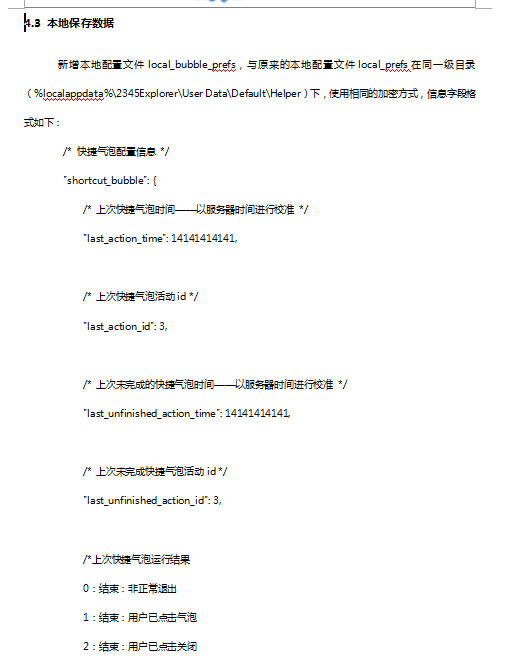 4.3 本地保存数据
新增本地配置文件 local_bubble_prefs，与原来的本地配置文件 local_prefs 在同一级目录
（%localappdata%\2345Explorer\User Data\Default\Helper）下，使用相同的加密方式，信息字段格
式如下：
/* 快捷气泡配置信息 */
"shortcut_bubble": {
/* 上次快捷气泡时间——以服务器时间进行校准 */
"last_action_time": 14141414141,
/* 上次快捷气泡活动 id */
"last_action_id": 3,
/* 上次未完成的快捷气泡时间——以服务器时间进行校准 */
"last_unfinished_action_time": 14141414141,
/* 上次未完成快捷气泡活动 id */
"last_unfinished_action_id": 3,
/*上次快捷气泡运行结果
0：结束：非正常退出
1：结束：用户已点击气泡
2：结束：用户已点击关闭